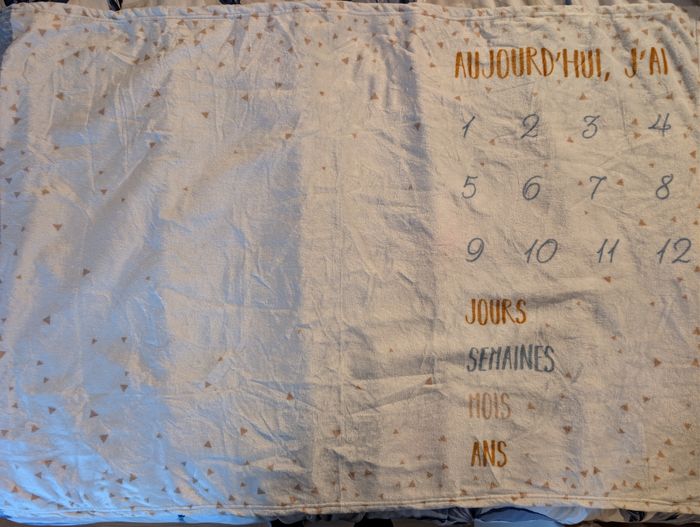 AUJOURD'HUI, J'AI
1 2 3 4
5 6 7 8
9 10 11 12
JOURS
SEMAINES
MOIS
ANS